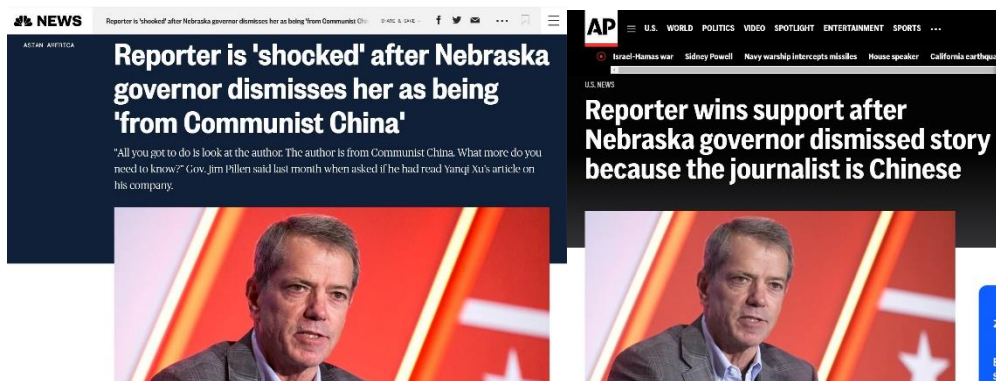 NEWS
Reporter is 'shocked' after Nebraska governor dismisses her as being 'from Communist
SHARE & SAVE
ASIAN AMERICA
Reporter is 'shocked' after Nebraska
governor dismisses her as being
'from Communist China'
"All you got to do is look at the author. The author is from Communist China. What more do you
need to know?" Gov. Jim Pillen said last month when asked if he had read Yanqi Xu's article on
his company.
AP
U.S. WORLD POLITICS VIDEO SPOTLIGHT ENTERTAINMENT SPORTS ...
Israel-Hamas war Sidney Powell Navy warship intercepts missiles House speaker California earthqua
U.S. NEWS
Reporter wins support after
Nebraska governor dismissed story
because the journalist is Chinese